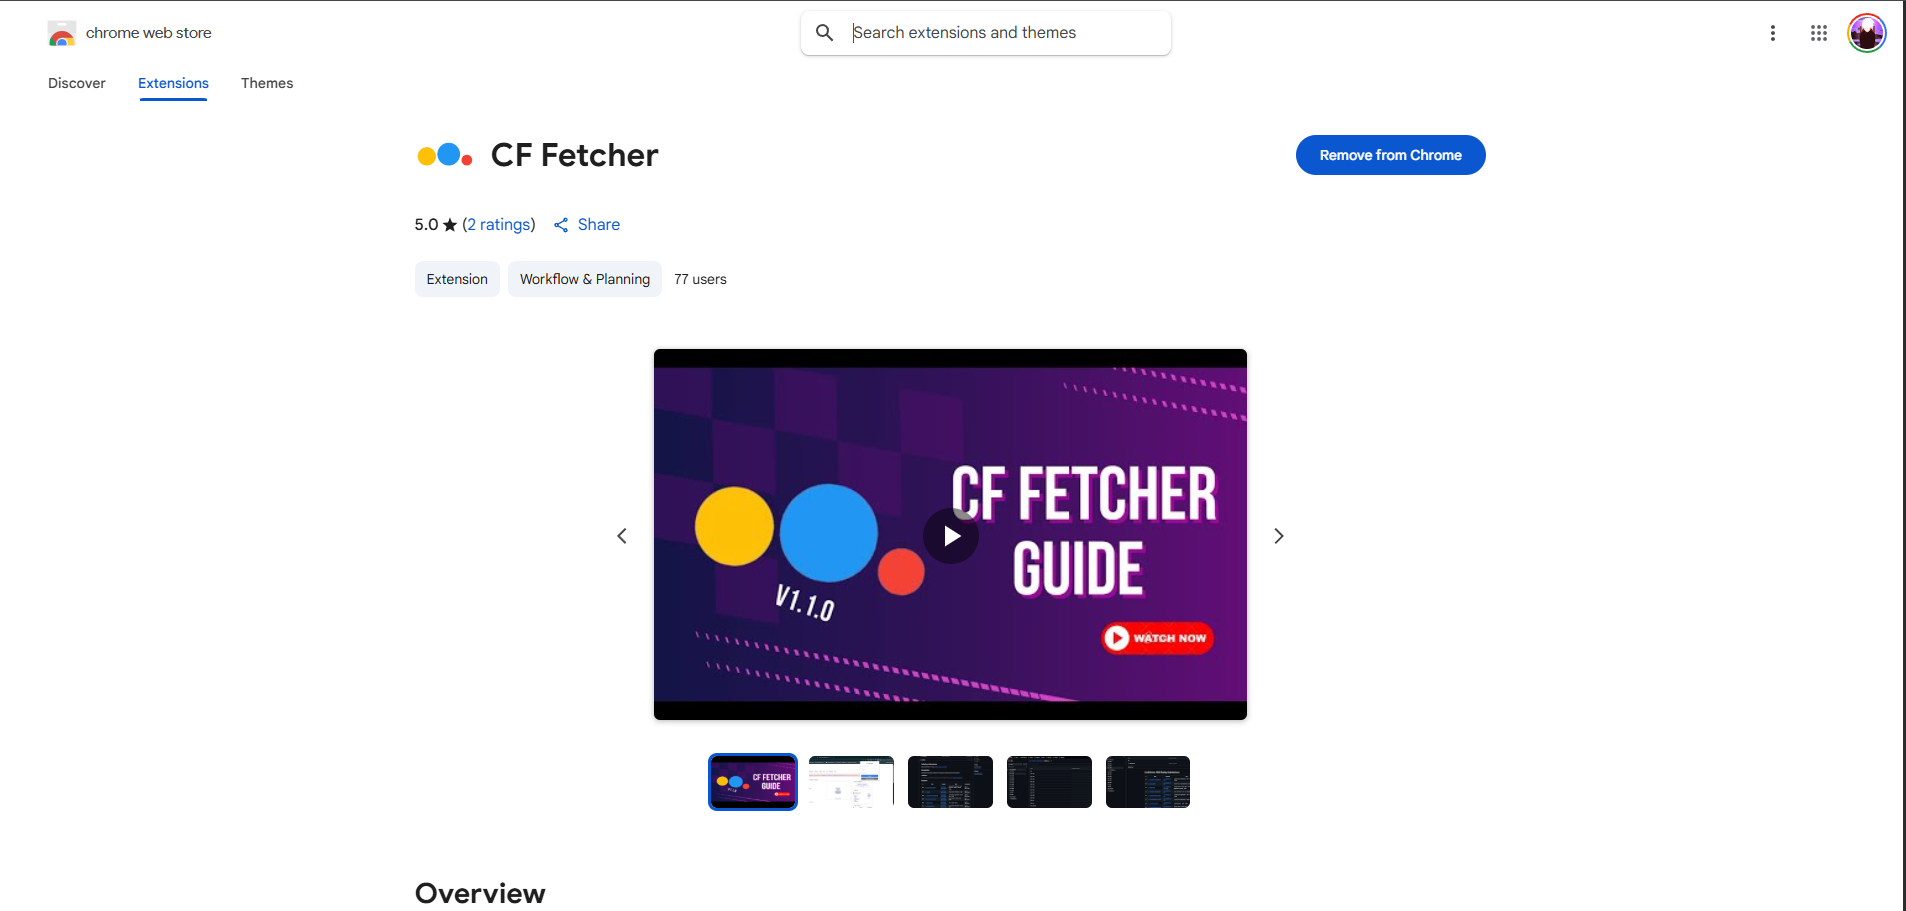 chrome web store
Search extensions and themes
Discover
Extensions
Themes
CF Fetcher
Remove from Chrome
5.0 ★ (2 ratings)
Share
Extension
Workflow & Planning
77 users
CF FETCHER
GUIDE
V1.1.0
WATCH NOW
CF FETCHER
GUIDE
Overview